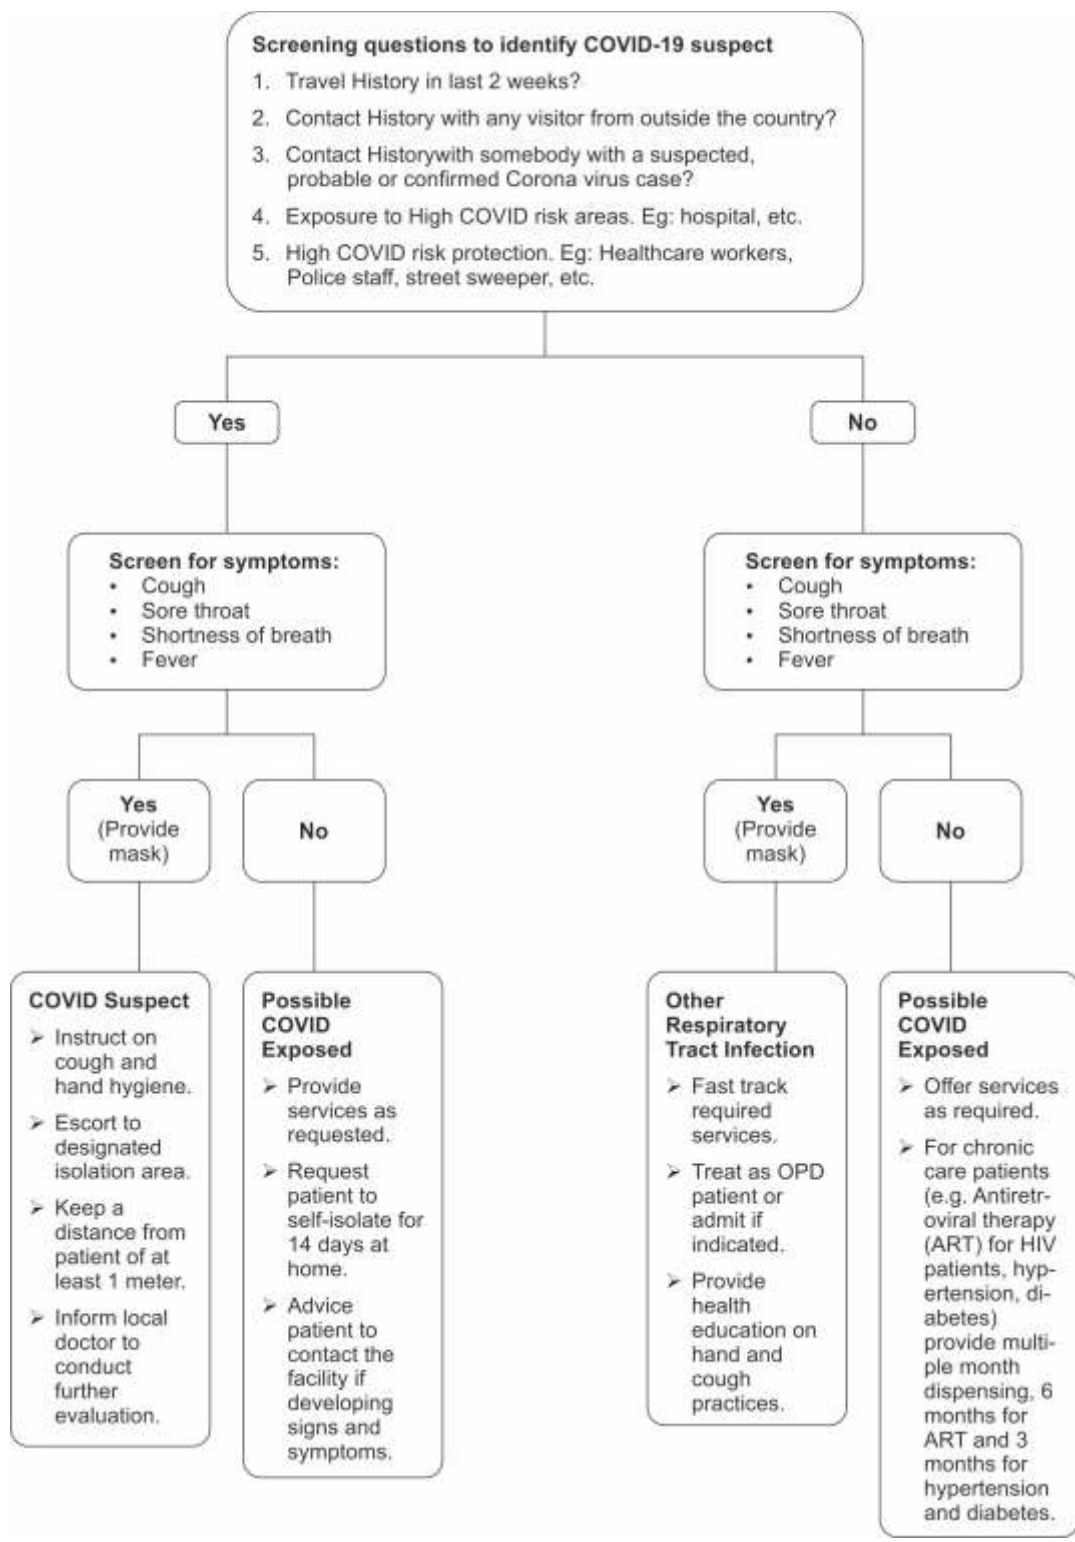 Screening questions to identify COVID-19 suspect
1. Travel History in last 2 weeks?
2. Contact History with any visitor from outside the country?
3. Contact Historywith somebody with a suspected,
probable or confirmed Corona virus case?
4. Exposure to High COVID risk areas. Eg: hospital, etc.
5. High COVID risk protection. Eg: Healthcare workers,
Police staff, street sweeper, etc.
Yes
No
Screen for symptoms:
• Cough
• Sore throat
• Shortness of breath
• Fever
Screen for symptoms:
• Cough
• Sore throat
• Shortness of breath
• Fever
Yes
(Provide
mask)
No
Yes
(Provide
mask)
No
COVID Suspect
➢ Instruct on
cough and
hand hygiene.
➢ Escort to
designated
isolation area.
➢ Keep a
distance from
patient of at
least 1 meter.
➢ Inform local
doctor to
conduct
further
evaluation.
Possible
COVID
Exposed
➢ Provide
services as
requested.
➢ Request
patient to
self-isolate for
14 days at
home.
➢ Advice
patient to
contact the
facility if
developing
signs and
symptoms.
Other
Respiratory
Tract Infection
➢ Fast track
required
services.
➢ Treat as OPD
patient or
admit if
indicated.
➢ Provide
health
education on
hand and
cough
practices.
Possible
COVID
Exposed
➢ Offer services
as required.
➢ For chronic
care patients
(e.g. Antiretr-
oviral therapy
(ART) for HIV
patients, hyp-
ertension, di-
abetes)
provide multi-
ple month
dispensing, 6
months for
ART and 3
months for
hypertension
and diabetes.